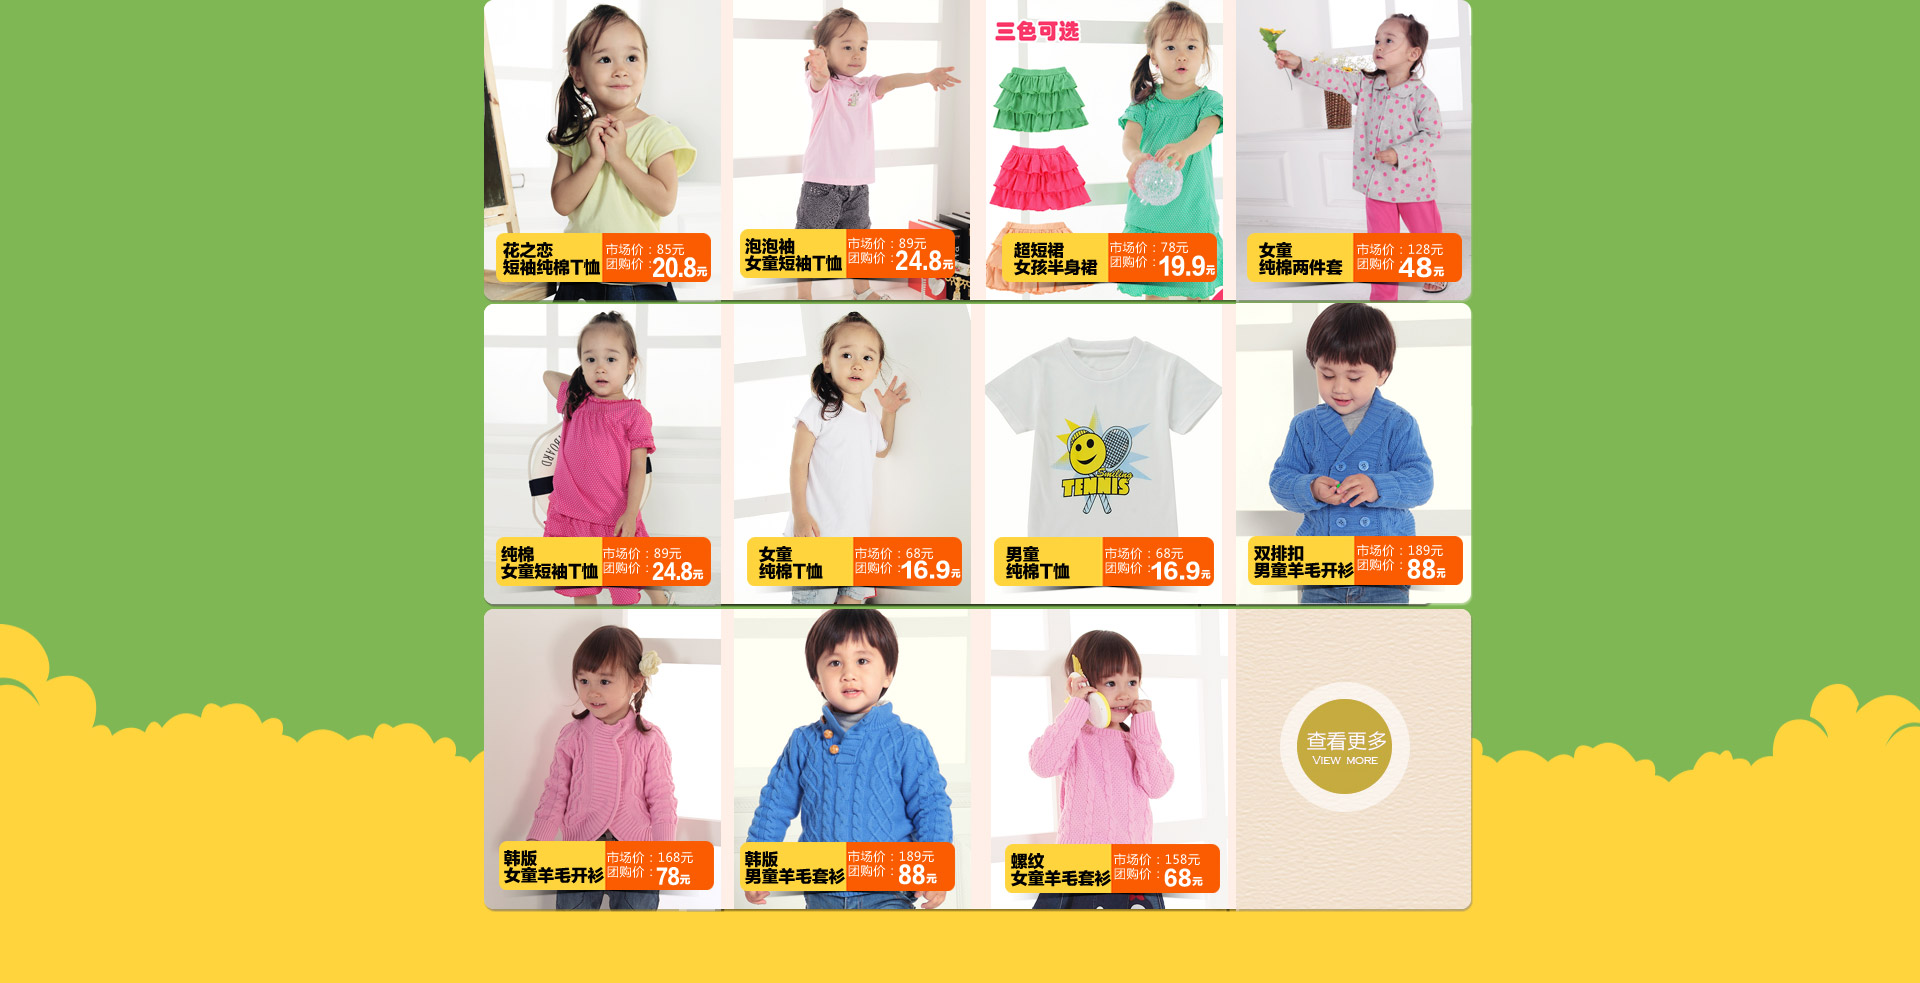 花之恋
短袖纯棉T恤
市场价：85元
团购价：20.8元
泡泡袖
女童短袖T恤
市场价：89元
团购价：24.8元
三色可选
超短裙
女孩半身裙
市场价：78元
团购价：19.9元
女童
纯棉两件套
市场价：128元
团购价：48元
BOARD
纯棉
女童短袖T恤
市场价：89元
团购价：24.8元
女童
纯棉T恤
市场价：68元
团购价：16.9元
Smiling
TENNIS
男童
纯棉T恤
市场价：68元
团购价：16.9元
双排扣
男童羊毛开衫
市场价：189元
团购价：88元
韩版
女童羊毛开衫
市场价：168元
团购价：78元
韩版
男童羊毛套衫
市场价：189元
团购价：88元
螺纹
女童羊毛套衫
市场价：158元
团购价：68元
查看更多
VIEW MORE